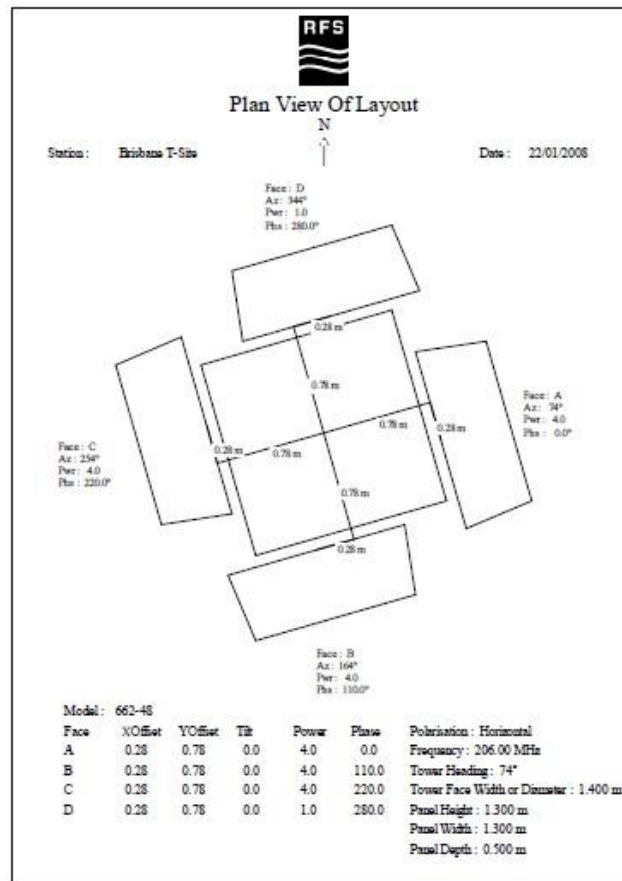 RFS
Plan View Of Layout
N
Station : Brisbane T-Site Date : 22/01/2008
Face : D
Az : 344°
Pwr : 1.0
Phs : 280.0°
0.28 m
0.78 m
Face : A
Az : 74°
Pwr : 4.0
Phs : 0.0°
0.78 m
0.28 m
Face : C
Az : 254°
Pwr : 4.0
Phs : 220.0°
0.28 m
0.78 m
0.78 m
0.28 m
Face : B
Az : 164°
Pwr : 4.0
Phs : 110.0°
Model : 662-48
Face XOffset YOffset Tilt Power Phase
A 0.28 0.78 0.0 4.0 0.0
B 0.28 0.78 0.0 4.0 110.0
C 0.28 0.78 0.0 4.0 220.0
D 0.28 0.78 0.0 1.0 280.0
Polarisation : Horizontal
Frequency : 206.00 MHz
Tower Heading : 74°
Tower Face Width or Diameter : 1.400 m
Panel Height : 1.300 m
Panel Width : 1.300 m
Panel Depth : 0.500 m